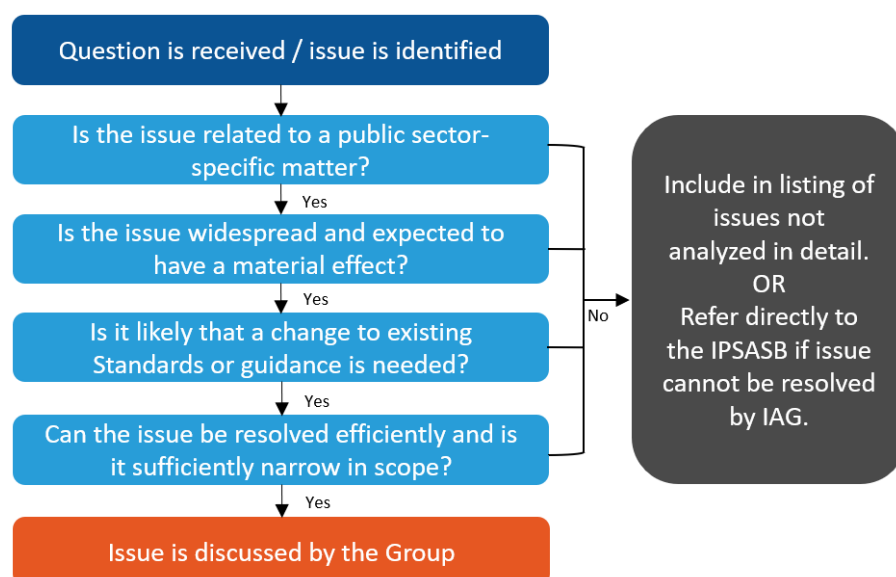 Question is received / issue is identified
Is the issue related to a public sector-
specific matter?
Yes
Is the issue widespread and expected to
have a material effect?
Yes
Is it likely that a change to existing
Standards or guidance is needed?
Yes
Can the issue be resolved efficiently and is
it sufficiently narrow in scope?
Yes
Issue is discussed by the Group
No
Include in listing of
issues not
analyzed in detail.
OR
Refer directly to
the IPSASB if issue
cannot be resolved
by IAG.